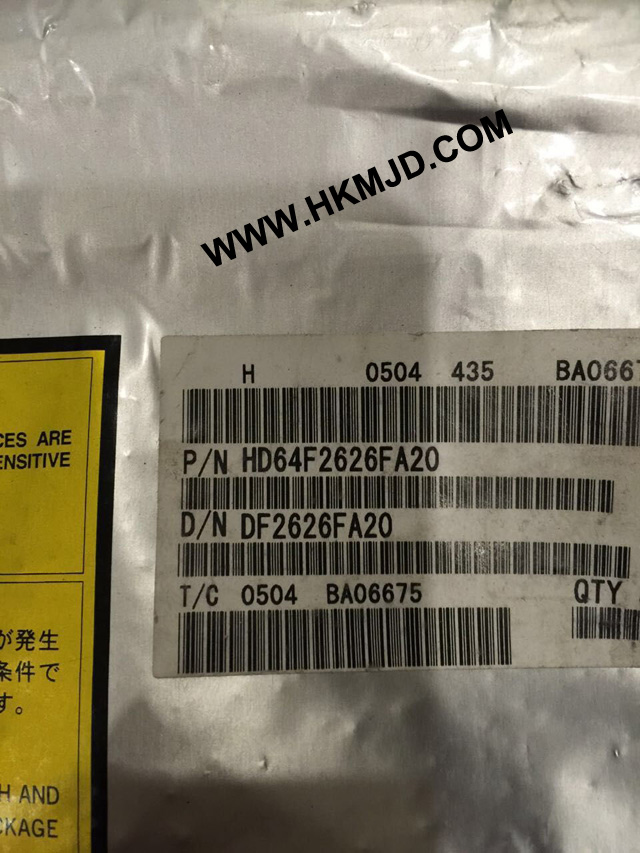 WWW.HKMJD.COM
H 0504 435 BA0667
P/N HD64F2626FA20
D/N DF2626FA20
T/C 0504 BA06675 QTY
CES ARE
ENSITIVE
が発生
条件で
す。
H AND
CKAGE